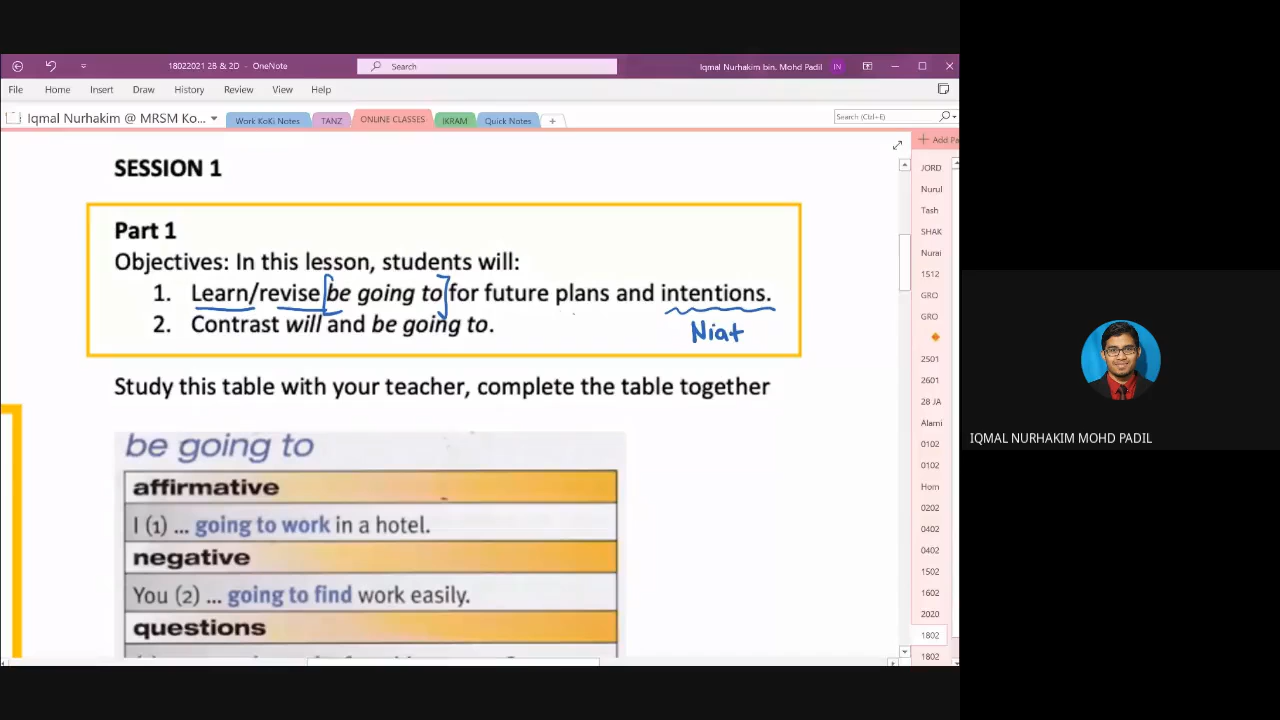 18022021 2B & 2D - OneNote
Search
Iqmal Nurhakim bin. Mohd Padil
IN
File
Home
Insert
Draw
History
Review
View
Help
Iqmal Nurhakim @ MRSM Ko...
Work KoKi Notes
TANZ
ONLINE CLASSES
IKRAM
Quick Notes
Search (Ctrl+E)
Add Pa
SESSION 1
Part 1
Objectives: In this lesson, students will:
1. Learn/revise be going to for future plans and intentions.
2. Contrast will and be going to.
Niat
Study this table with your teacher, complete the table together
be going to
affirmative
I (1) ... going to work in a hotel.
negative
You (2) ... going to find work easily.
questions
JORD
Nurul
Tash
SHAK
Nurai
1512
GRO
GRO
2501
2601
28 JA
Alami
0102
0102
Hom
0202
0402
0402
1502
1602
2020
1802
1802
IQMAL NURHAKIM MOHD PADIL